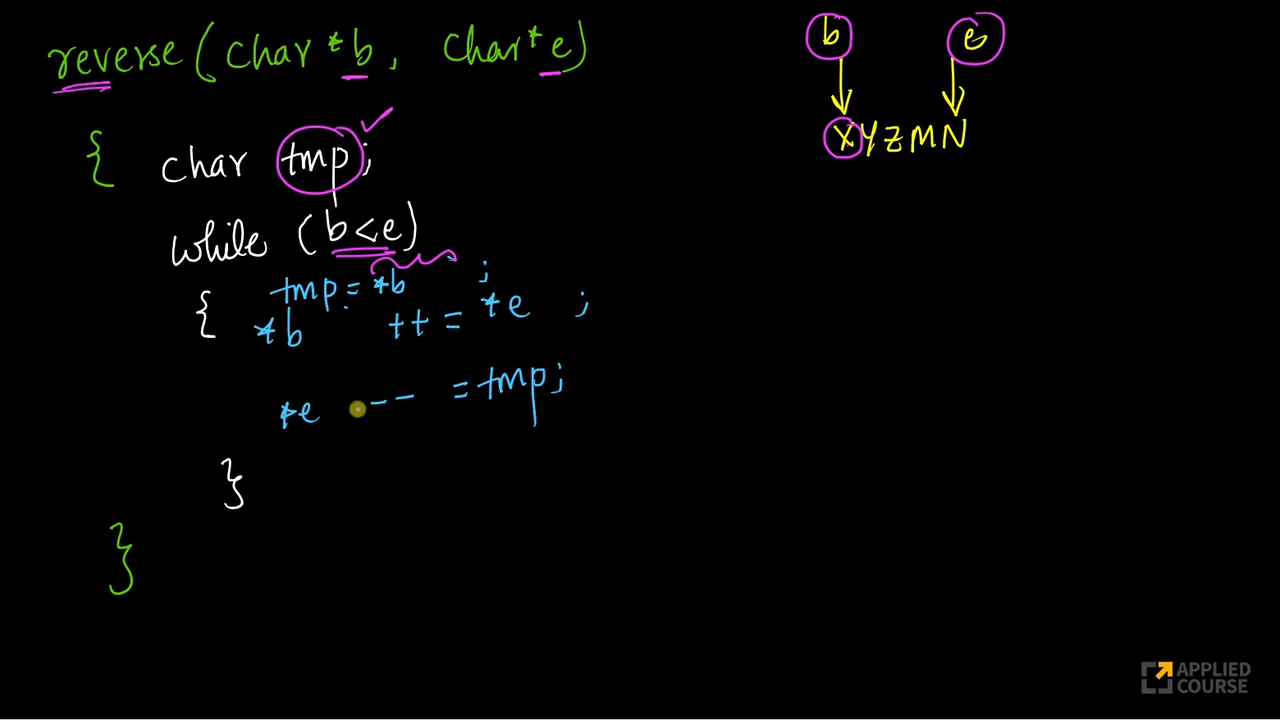 reverse(char *b, char* e)
{ char tmp;
while (b<e)
{ tmp = *b ;
*b ++ = *e ;
*e -- = tmp;
}
}
b e
XYZMN
APPLIED
COURSE